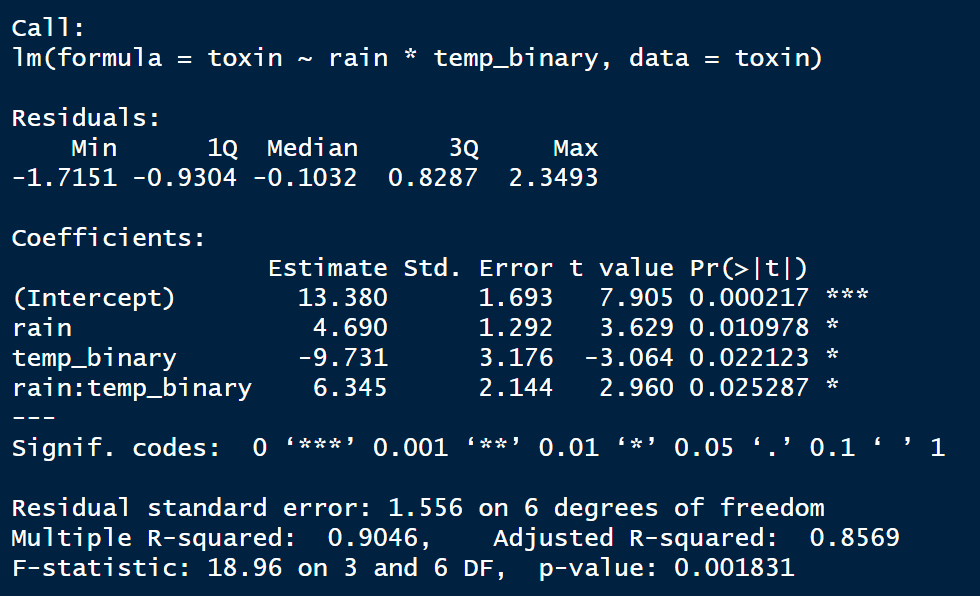 Call:
lm(formula = toxin ~ rain * temp_binary, data = toxin)
Residuals:
    Min      1Q  Median      3Q     Max
-1.7151 -0.9304 -0.1032  0.8287  2.3493
Coefficients:
                 Estimate Std. Error t value Pr(>|t|)
(Intercept)        13.380      1.693   7.905 0.000217 ***
rain                4.690      1.292   3.629 0.010978 *
temp_binary        -9.731      3.176  -3.064 0.022123 *
rain:temp_binary    6.345      2.144   2.960 0.025287 *
---
Signif. codes:  0 ‘***’ 0.001 ‘**’ 0.01 ‘*’ 0.05 ‘.’ 0.1 ‘ ’ 1
Residual standard error: 1.556 on 6 degrees of freedom
Multiple R-squared:  0.9046,    Adjusted R-squared:  0.8569
F-statistic: 18.96 on 3 and 6 DF,  p-value: 0.001831